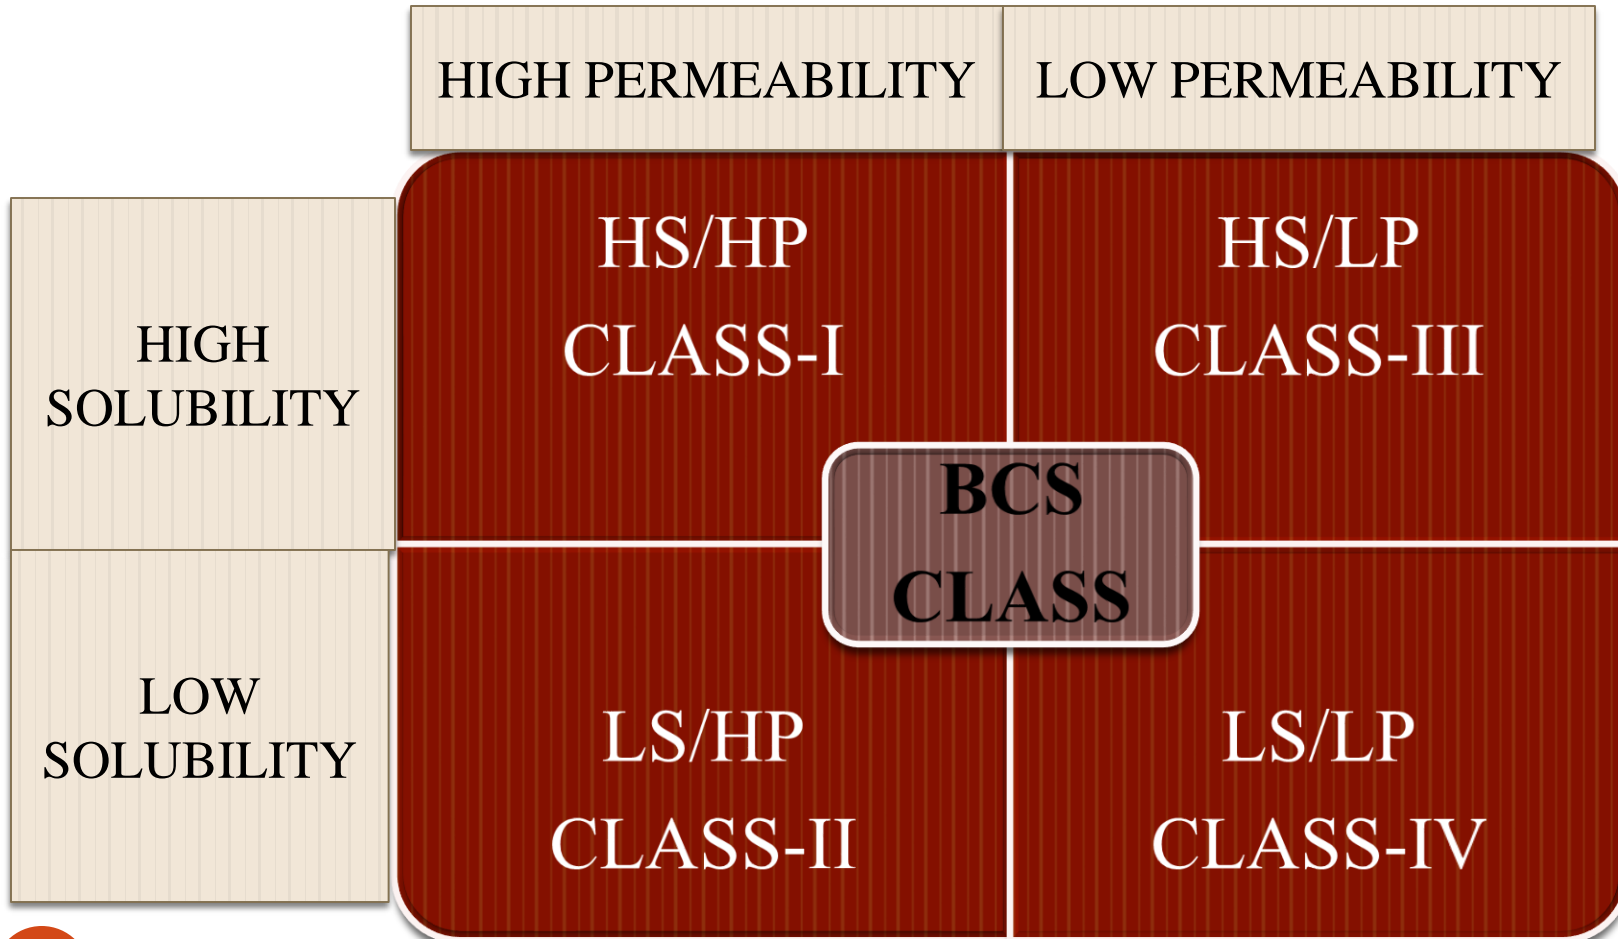 HIGH PERMEABILITY
LOW PERMEABILITY
HIGH
SOLUBILITY
HS/HP
CLASS-I
HS/LP
CLASS-III
BCS
CLASS
LOW
SOLUBILITY
LS/HP
CLASS-II
LS/LP
CLASS-IV